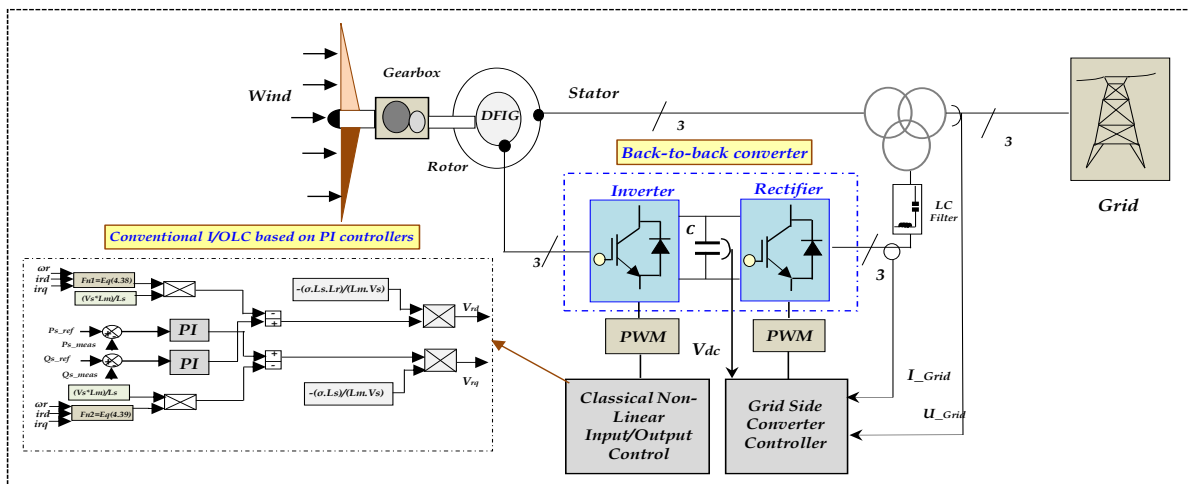 Wind
Gearbox
DFIG
Rotor
Stator
3
3
Grid
Back-to-back converter
Inverter
Rectifier
C
LC
Filter
3
3
PWM
PWM
Vdc
I_Grid
U_Grid
Classical Non-
Linear
Input/Output
Control
Grid Side
Converter
Controller
Conventional I/OLC based on PI controllers
ωr
ird
irq
Fn1=Eq(4.38)
(Vs*Lm)/Ls
-(σ.Ls.Lr)/(Lm.Vs)
-
+
Vrd
Ps_ref
Ps_meas
PI
Qs_ref
Qs_meas
PI
+
-
Vrq
(Vs*Lm)/Ls
-(σ.Ls)/(Lm.Vs)
ωr
ird
irq
Fn2=Eq(4.39)